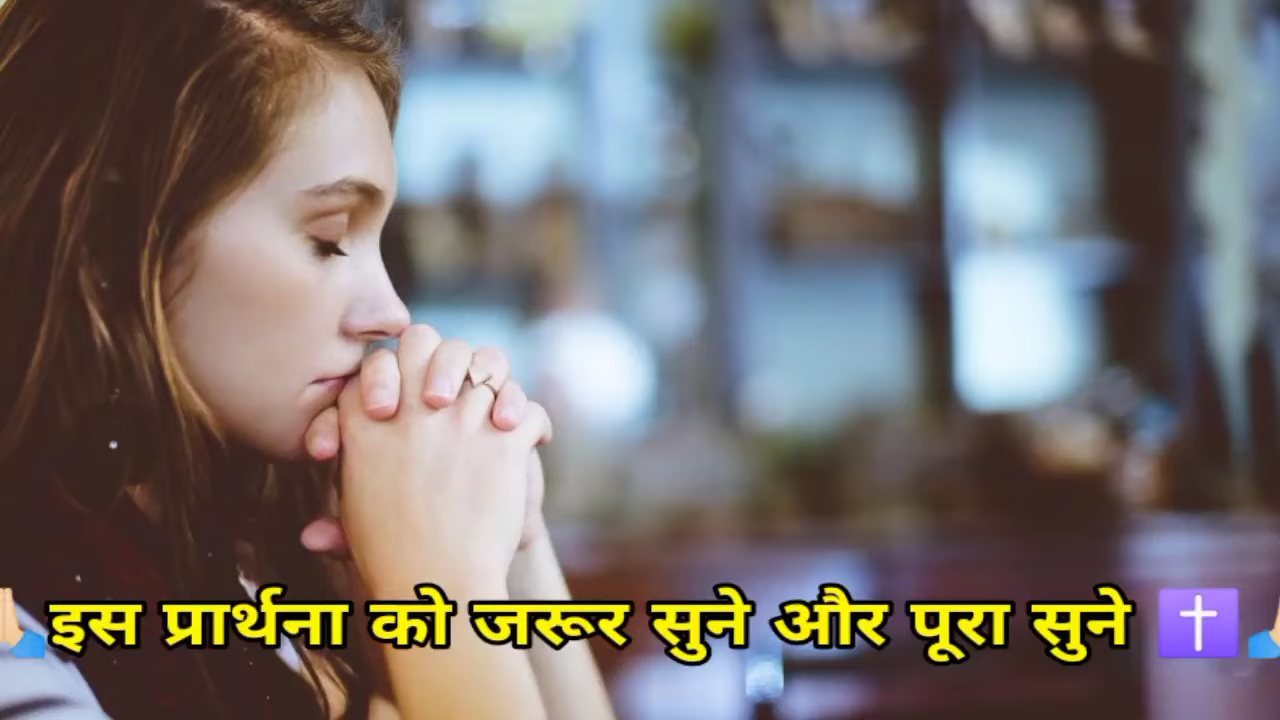 इस प्रार्थना को जरूर सुने और पूरा सुने